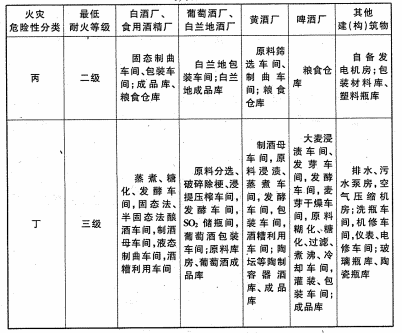 火灾
危险性分类
最低
耐火等级
白酒厂、
食用酒精厂
葡萄酒厂、
白兰地酒厂
黄酒厂
啤酒厂
其他
建(构)筑物
丙
二级
固态制曲
车间、包装车
间；成品库、
粮食仓库
白兰地包
装车间；白兰
地成品库
原料筛
选车间、
制曲车
间；粮食
仓库
粮食仓
库
自备发
电机房；包
装材料库、
塑料瓶库
丁
三级
蒸煮、糖
化、发酵车
间，固态法、
半固态法酿
酒车间，制酒
母车间，液态
制曲车间，酒
糟利用车间
原料分选、
破碎除梗、浸
提压榨车间，
发酵车间，
SO₂储瓶间，
葡萄酒包装
车间；原料库
房、葡萄酒成
品库
制酒母
车间，原
料浸渍、
蒸煮车
间，发酵
车间，包
装车间，
酒糟利用
车间；陶
坛等陶制
容器酒
库、成品
库
大麦浸
渍车间、
发芽车
间，发酵
车间，麦
芽干燥车
间，原料
糊化、糖
化、过滤、
煮沸、冷
却车间，
灌装、包
装车间；
成品库
排水、污
水泵房，空
气压缩机
房；洗瓶车
间，机修车
间，仪表、电
修车间；玻
璃瓶库、陶
瓷瓶库